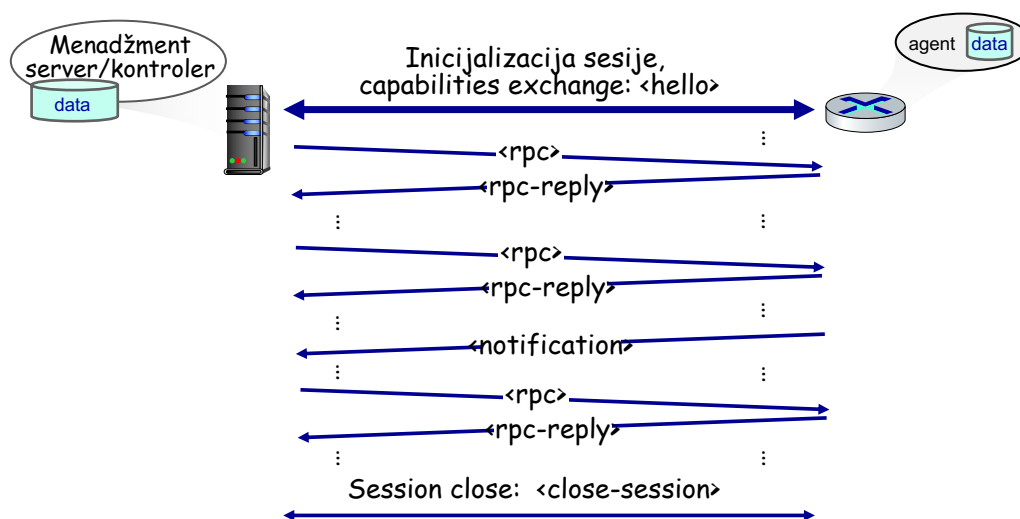 Menadžment
server/kontroler
data
Inicijalizacija sesije,
capabilities exchange: <hello>
agent data
<rpc>
<rpc-reply>
<rpc>
<rpc-reply>
<notification>
<rpc>
<rpc-reply>
Session close: <close-session>